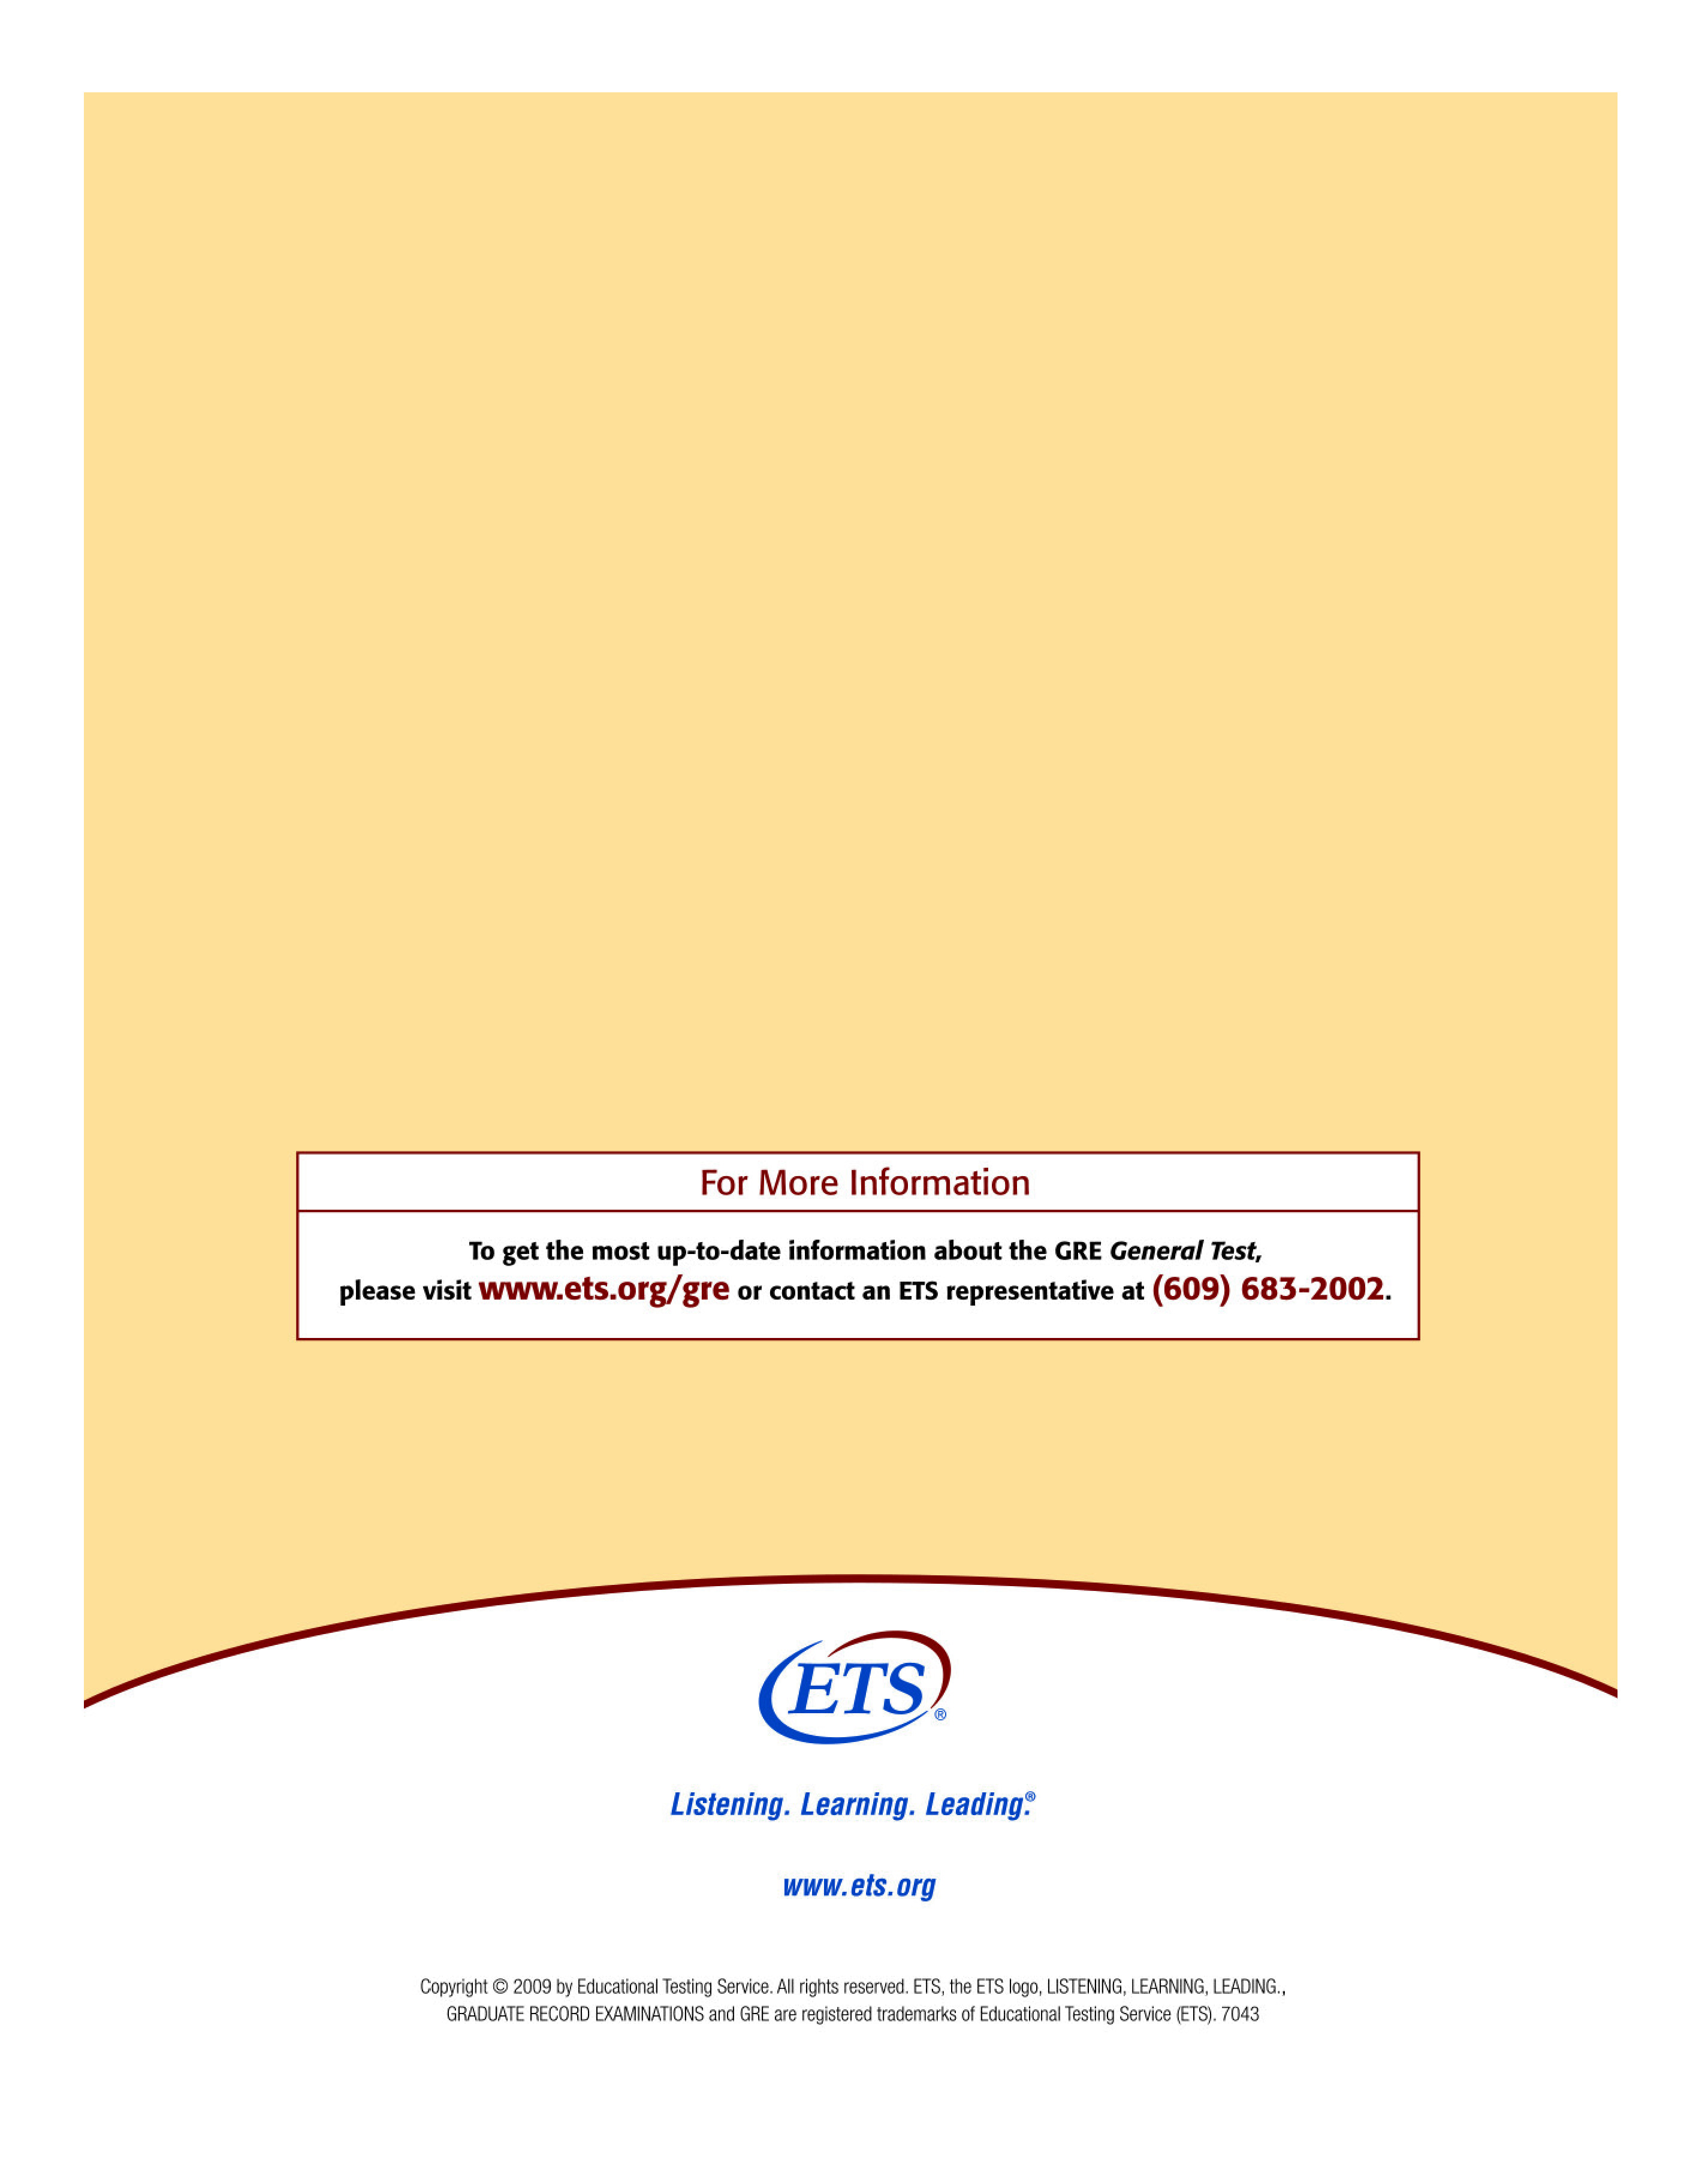 For More Information
To get the most up-to-date information about the GRE General Test,
please visit www.ets.org/gre or contact an ETS representative at (609) 683-2002.
ETS®
Listening. Learning. Leading.®
www.ets.org
Copyright © 2009 by Educational Testing Service. All rights reserved. ETS, the ETS logo, LISTENING, LEARNING, LEADING.,
GRADUATE RECORD EXAMINATIONS and GRE are registered trademarks of Educational Testing Service (ETS). 7043